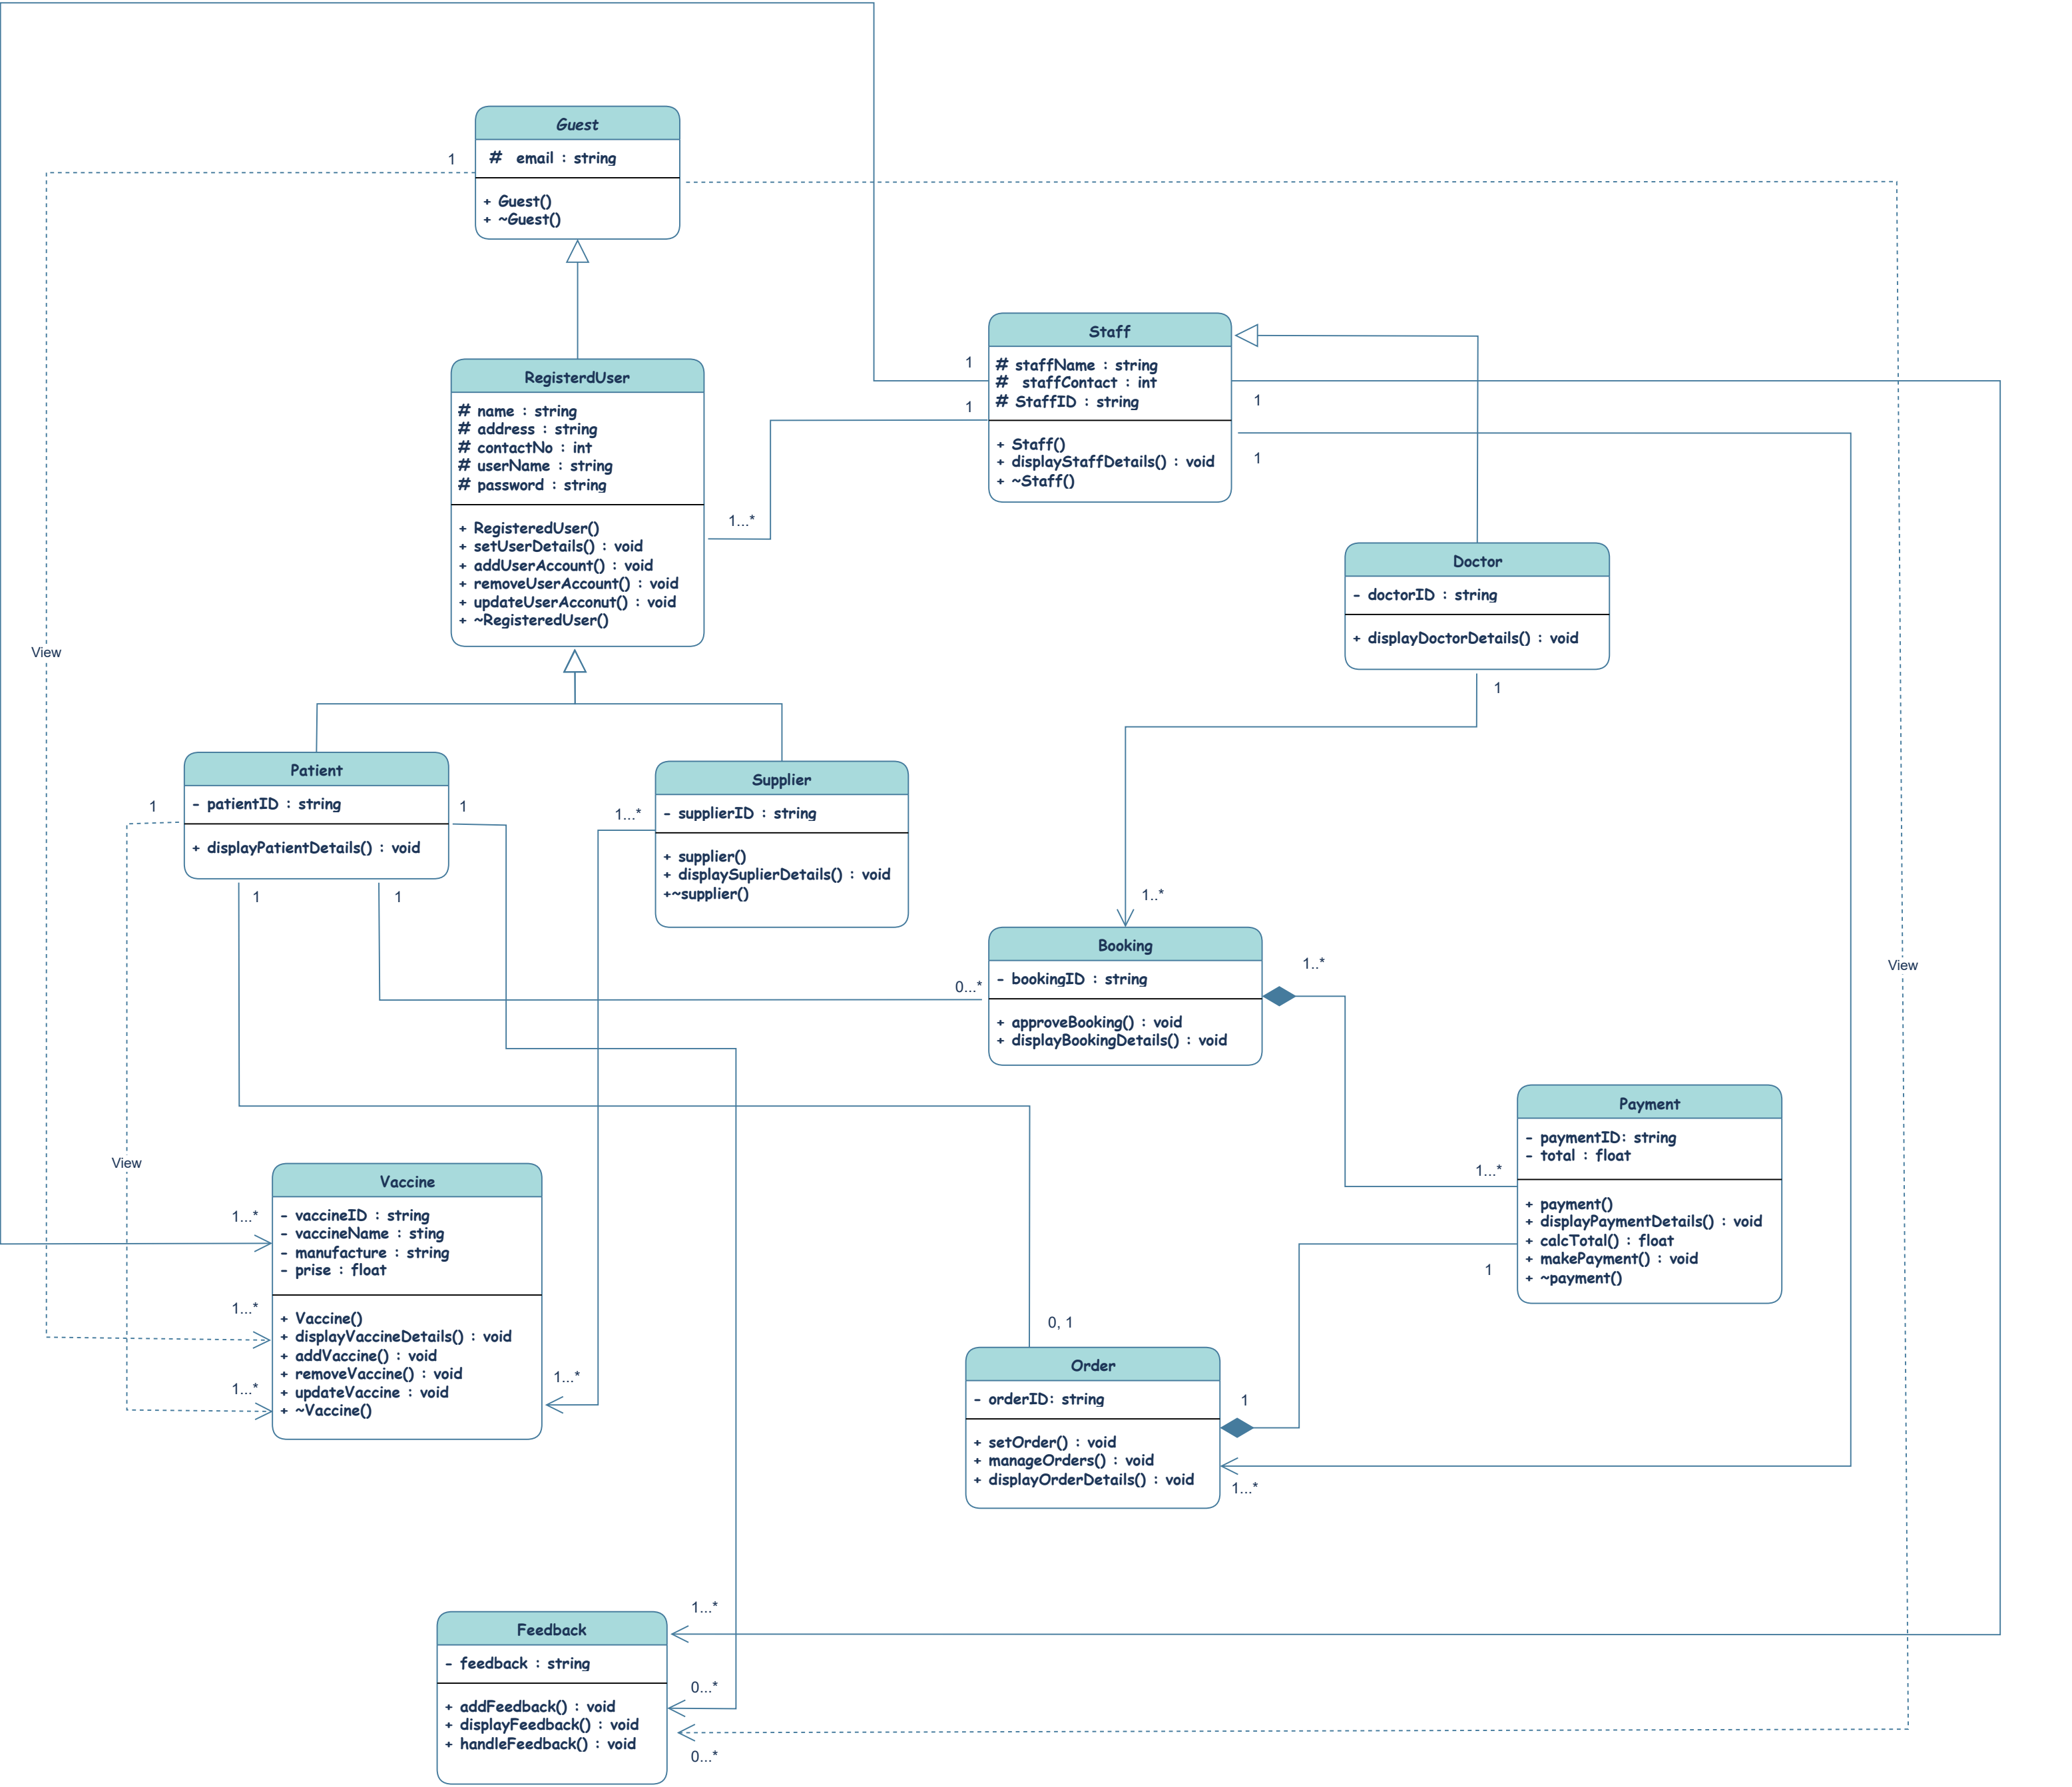 Guest
# email : string
+ Guest()
+ ~Guest()
1
View
View
RegisterdUser
# name : string
# address : string
# contactNo : int
# userName : string
# password : string
+ RegisteredUser()
+ setUserDetails() : void
+ addUserAccount() : void
+ removeUserAccount() : void
+ updateUserAcconut() : void
+ ~RegisteredUser()
1...*
Staff
# staffName : string
# staffContact : int
# StaffID : string
+ Staff()
+ displayStaffDetails() : void
+ ~Staff()
1
1
1
1
Doctor
- doctorID : string
+ displayDoctorDetails() : void
1
Patient
- patientID : string
+ displayPatientDetails() : void
1
1
1
1
View
Supplier
- supplierID : string
+ supplier()
+ displaySuplierDetails() : void
+~supplier()
1...*
Booking
- bookingID : string
+ approveBooking() : void
+ displayBookingDetails() : void
1..*
0...*
1..*
Payment
- paymentID: string
- total : float
+ payment()
+ displayPaymentDetails() : void
+ calcTotal() : float
+ makePayment() : void
+ ~payment()
1...*
1
Vaccine
- vaccineID : string
- vaccineName : sting
- manufacture : string
- prise : float
+ Vaccine()
+ displayVaccineDetails() : void
+ addVaccine() : void
+ removeVaccine() : void
+ updateVaccine : void
+ ~Vaccine()
1...*
1...*
1...*
1...*
Order
- orderID: string
+ setOrder() : void
+ manageOrders() : void
+ displayOrderDetails() : void
0, 1
1
1...*
Feedback
- feedback : string
+ addFeedback() : void
+ displayFeedback() : void
+ handleFeedback() : void
1...*
0...*
0...*